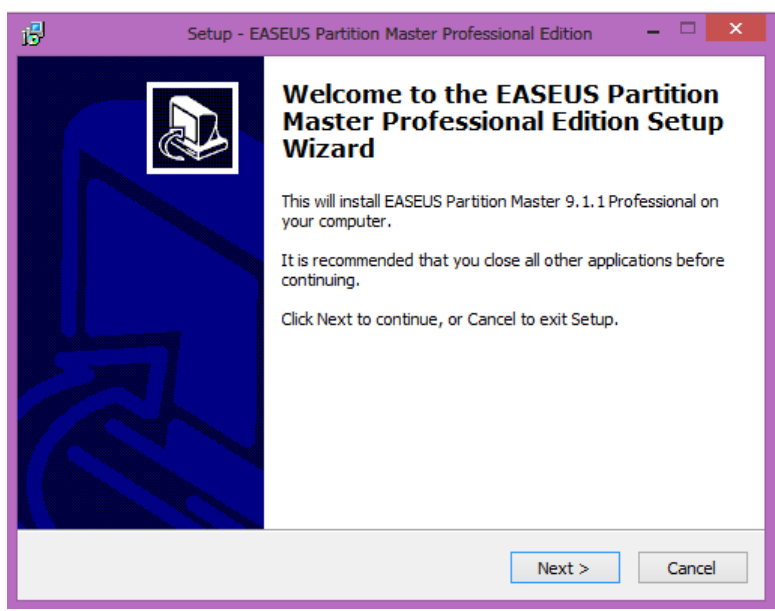 Setup - EASEUS Partition Master Professional Edition
Welcome to the EASEUS Partition
Master Professional Edition Setup
Wizard
This will install EASEUS Partition Master 9.1.1 Professional on
your computer.
It is recommended that you close all other applications before
continuing.
Click Next to continue, or Cancel to exit Setup.
Next >
Cancel